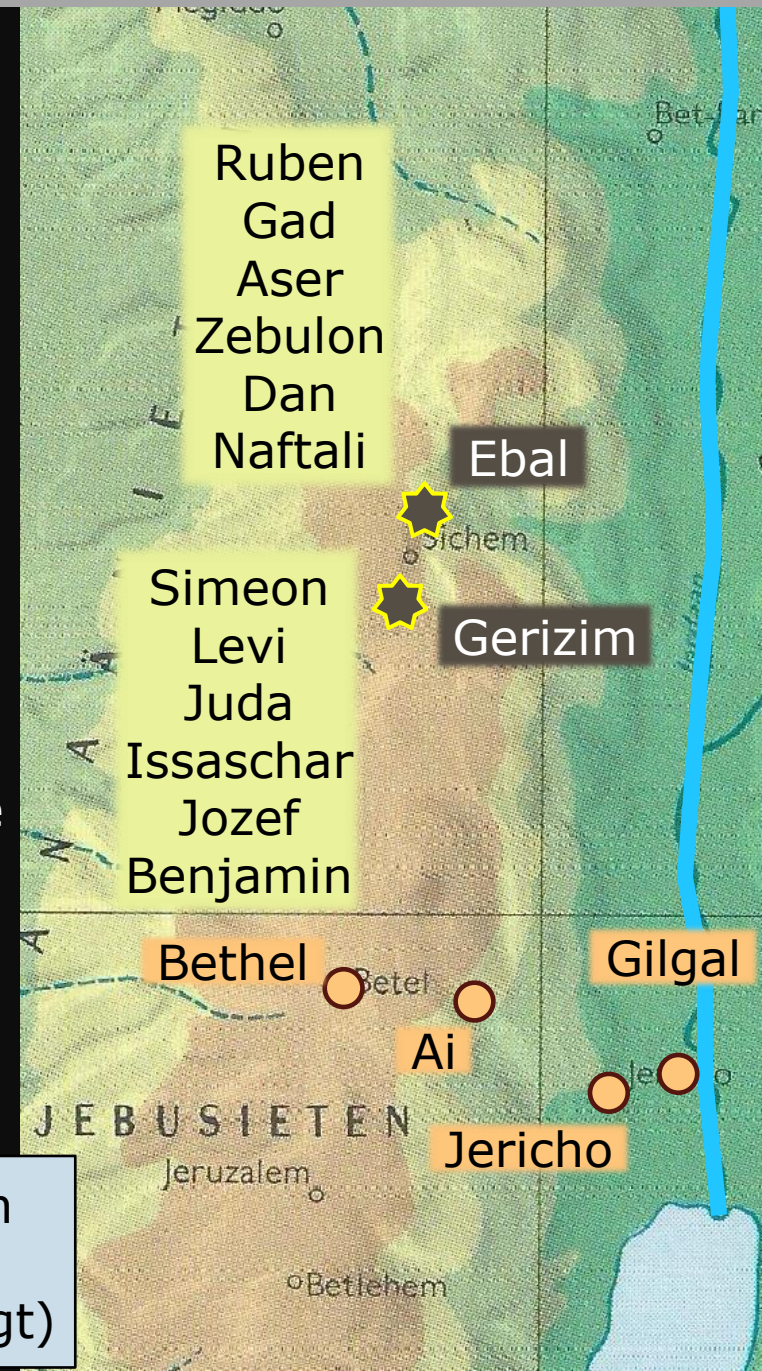 Ruben
Gad
Aser
Zebulon
Dan
Naftali
Ebal
Sichem
Simeon
Levi
Juda
Issaschar
Jozef
Benjamin
Gerizim
Bethel
Betel
Gilgal
Ai
Jericho
JEBUSIETEN
Jeruzalem
Betlehem